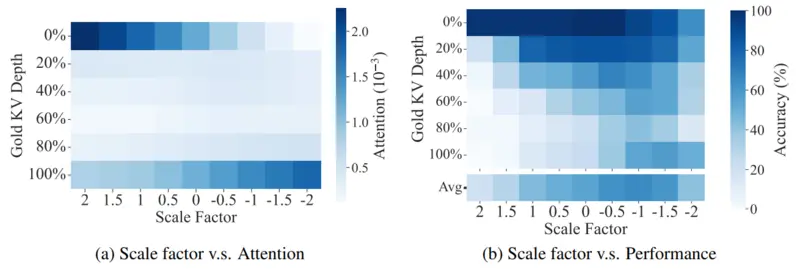 Gold KV Depth
0%
20%
40%
60%
80%
100%
2 1.5 1 0.5 0 -0.5 -1 -1.5 -2
Scale Factor
2.0
1.5
1.0
0.5
Attention (10⁻³)
(a) Scale factor v.s. Attention
Gold KV Depth
0%
20%
40%
60%
80%
100%
Avg
2 1.5 1 0.5 0 -0.5 -1 -1.5 -2
Scale Factor
100
80
60
40
20
0
Accuracy (%)
(b) Scale factor v.s. Performance